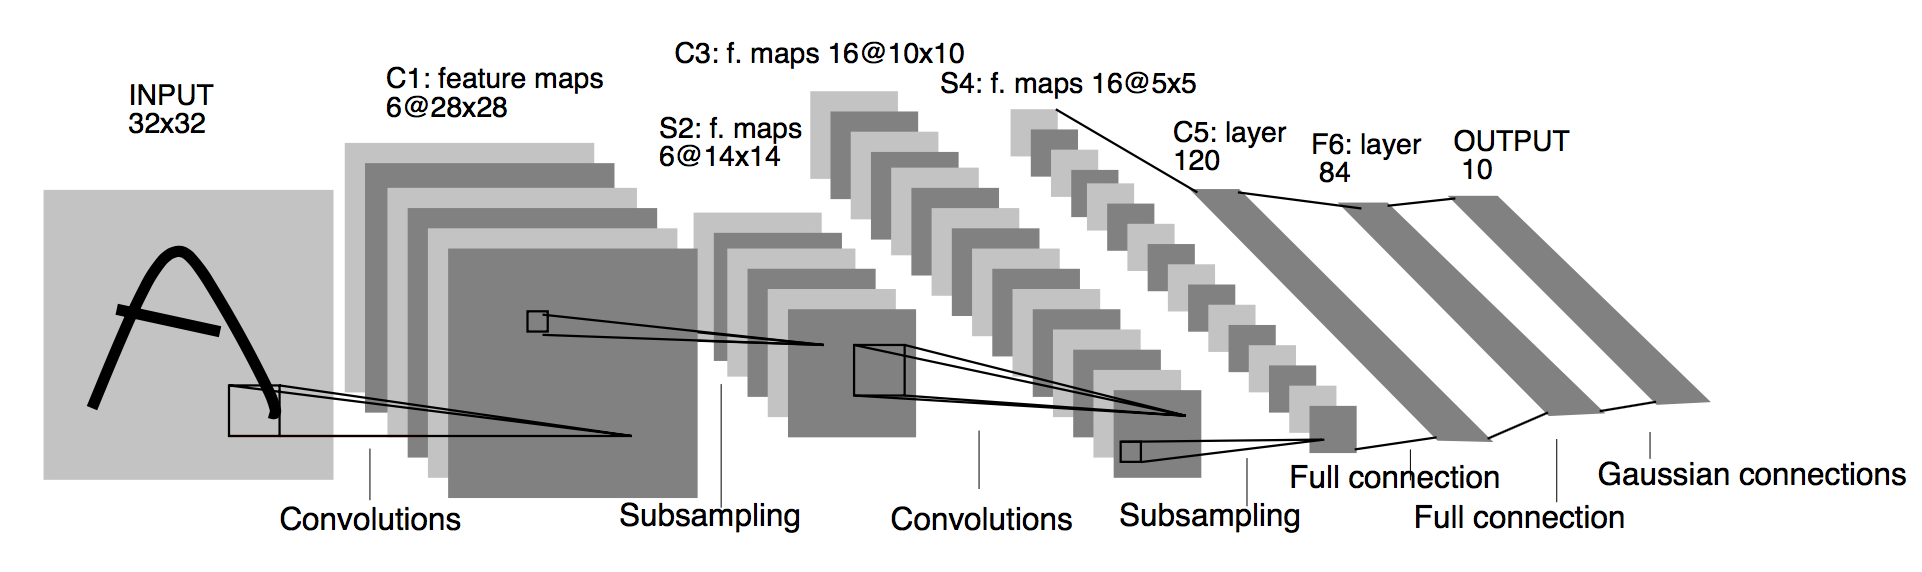 INPUT
32x32
C1: feature maps
6@28x28
S2: f. maps
6@14x14
C3: f. maps 16@10x10
S4: f. maps 16@5x5
C5: layer
120
F6: layer
84
OUTPUT
10
Convolutions
Subsampling
Convolutions
Subsampling
Full connection
Full connection
Gaussian connections